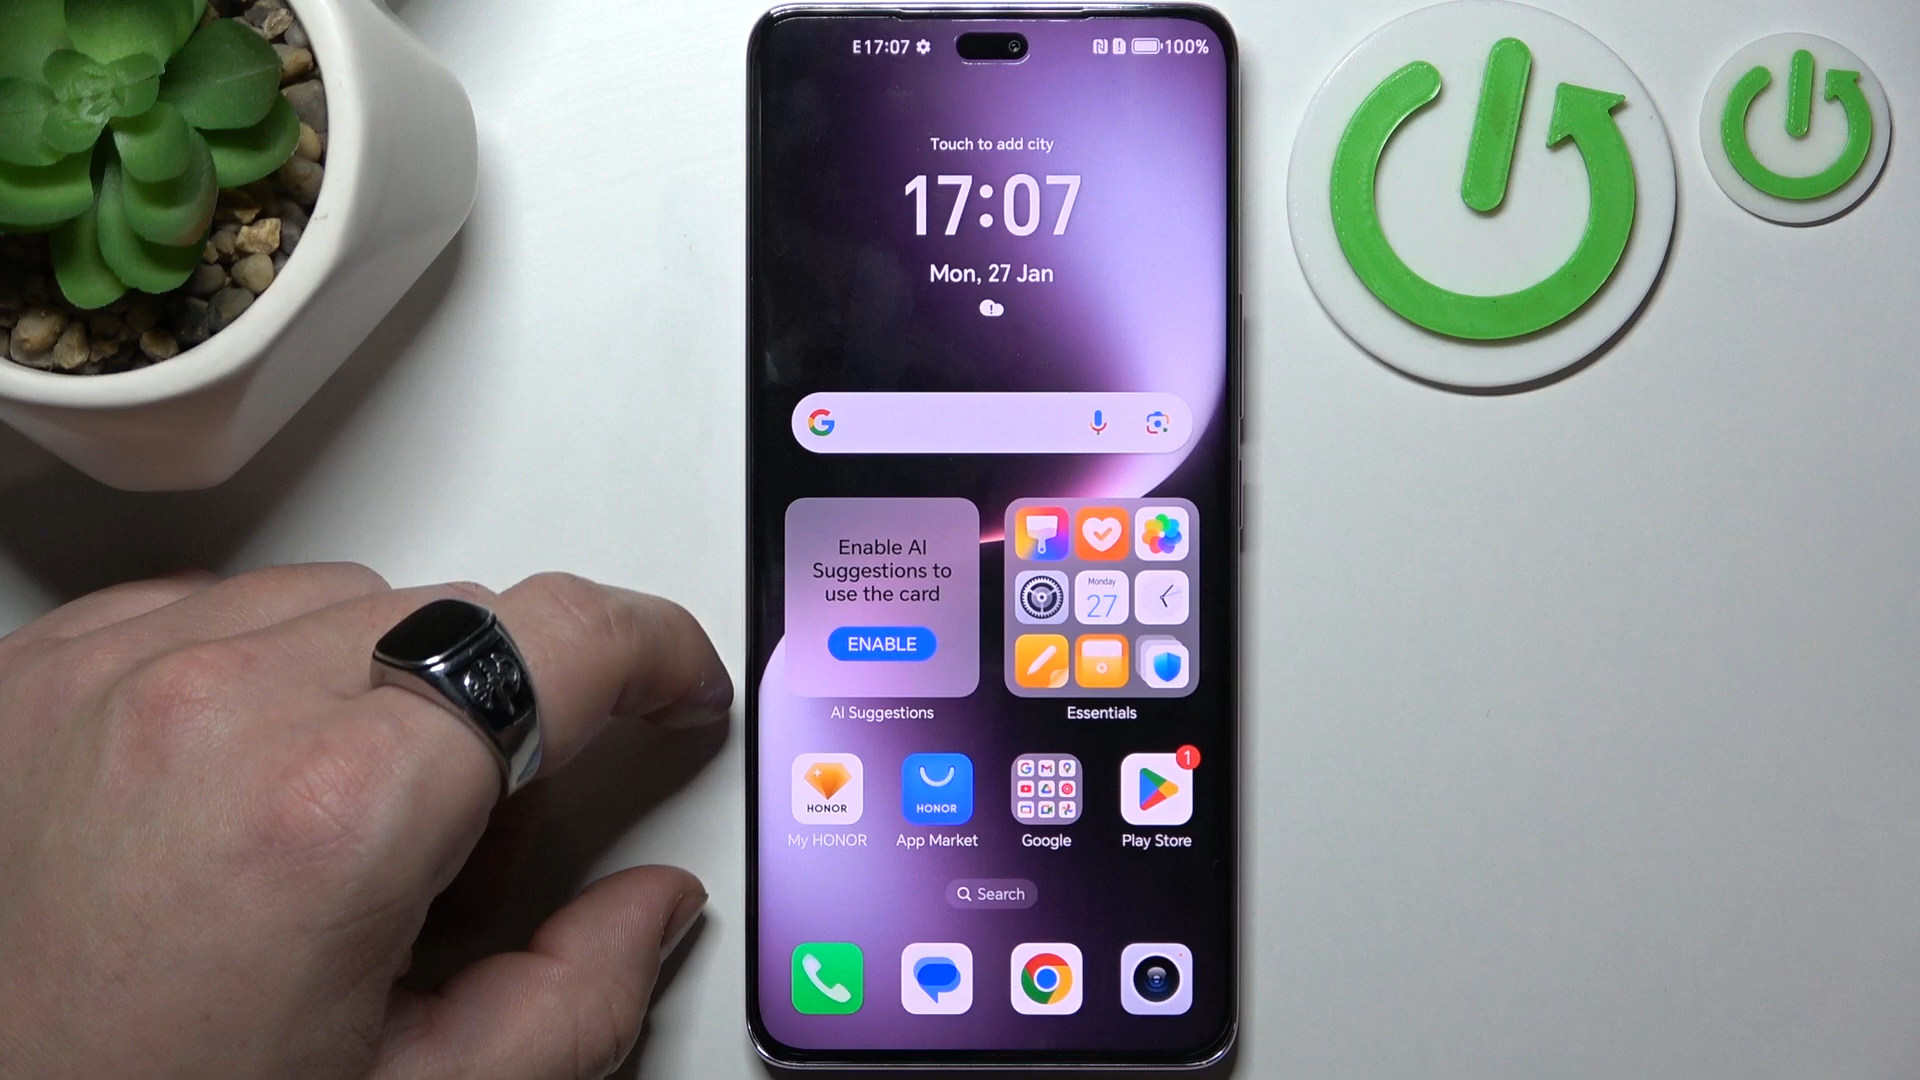 E17:07
100%
Touch to add city
17:07
Mon, 27 Jan
Enable AI
Suggestions to
use the card
ENABLE
Monday
27
AI Suggestions
Essentials
1
HONOR
HONOR
My HONOR
App Market
Google
Play Store
Search